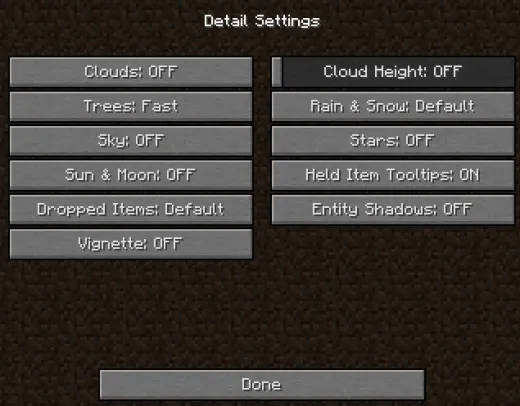 Detail Settings
Clouds: OFF
Cloud Height: OFF
Trees: Fast
Rain & Snow: Default
Sky: OFF
Stars: OFF
Sun & Moon: OFF
Held Item Tooltips: ON
Dropped Items: Default
Entity Shadows: OFF
Vignette: OFF
Done